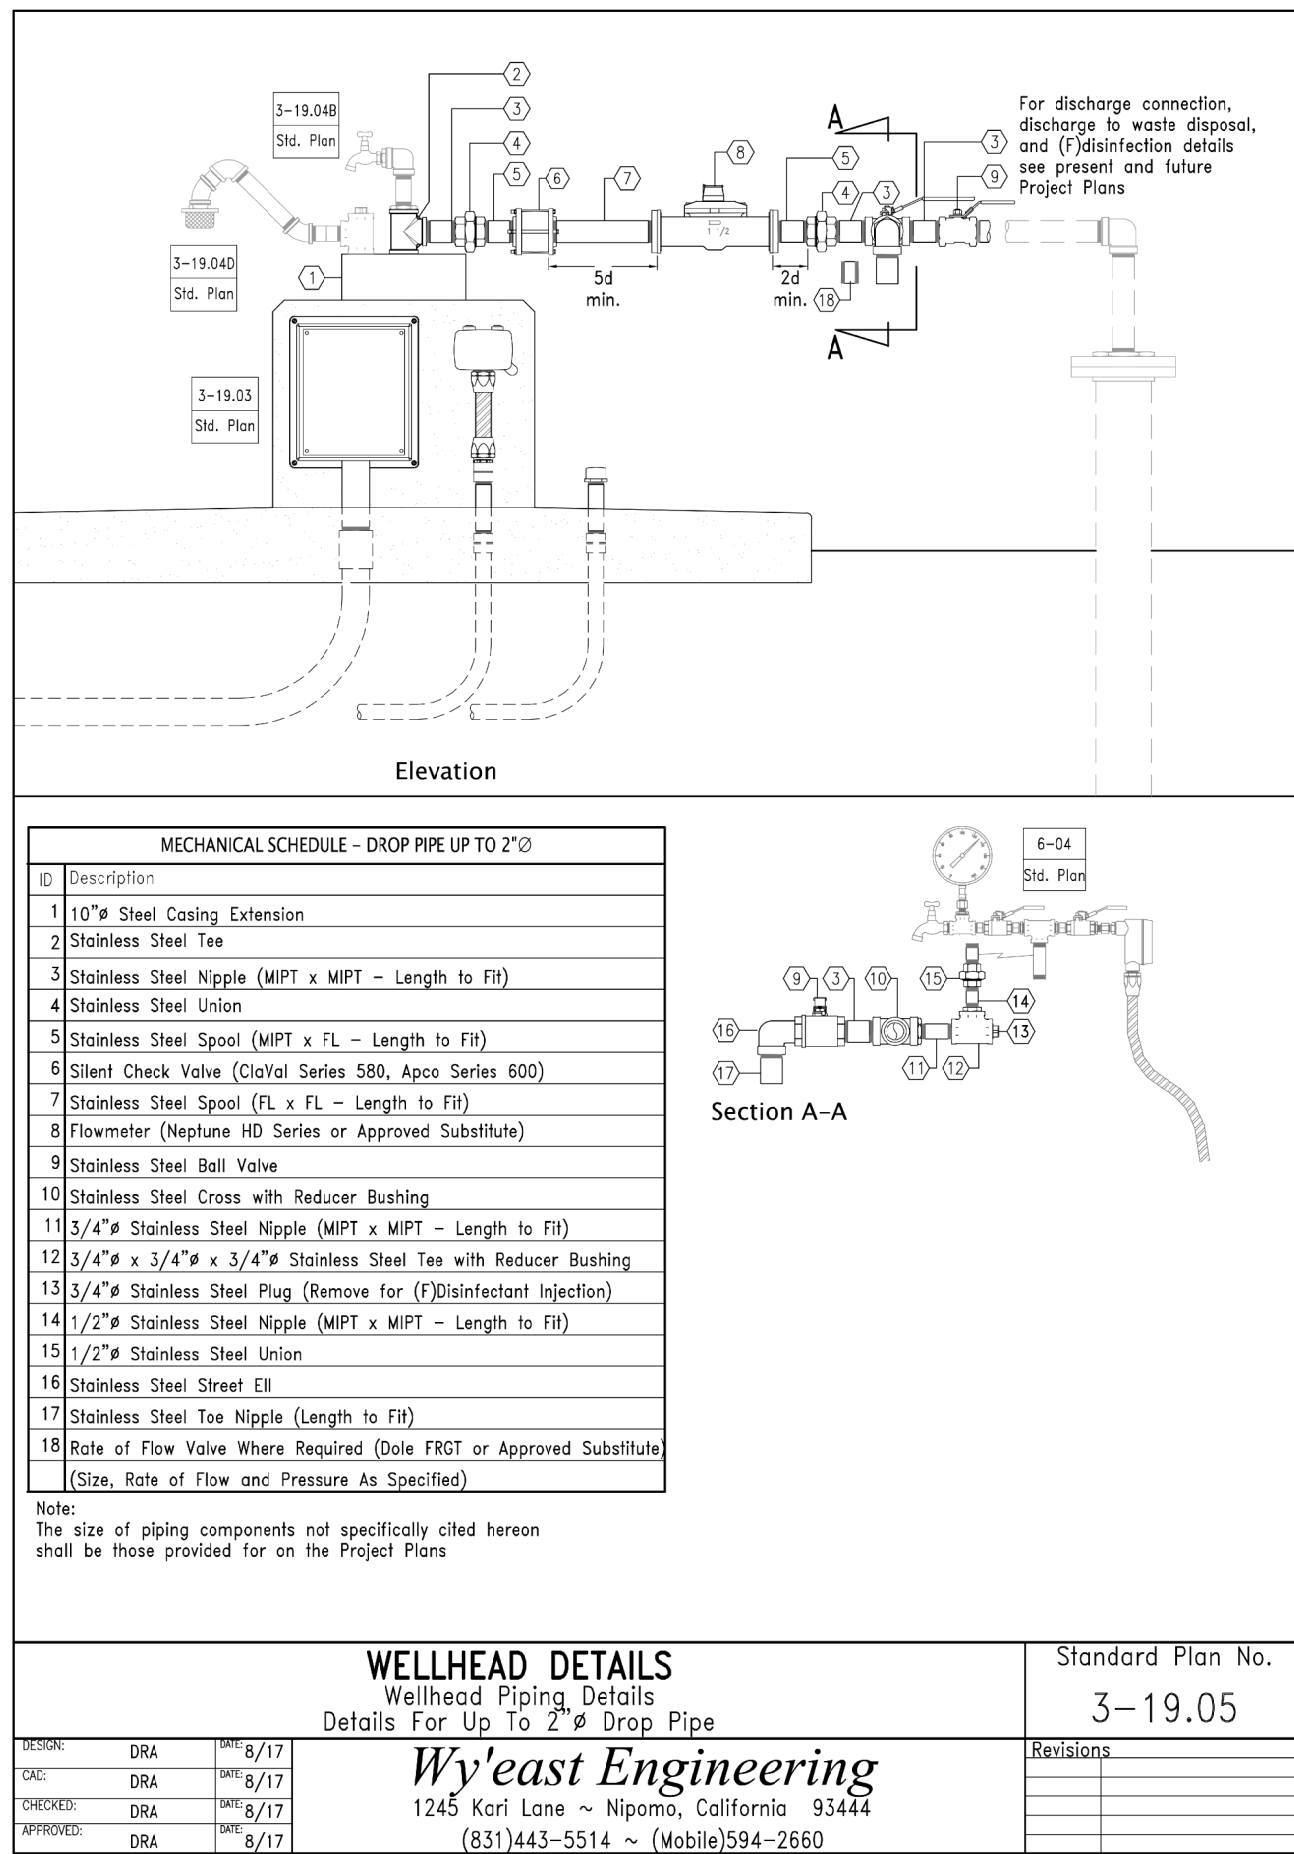 2
3
4
5
6
7
8
5
4
3
A
3
9
For discharge connection,
discharge to waste disposal,
and (F)disinfection details
see present and future
Project Plans
3-19.04B
Std. Plan
3-19.04D
Std. Plan
1
1 1/2
5d
min.
2d
min.
18
A
3-19.03
Std. Plan
Elevation
MECHANICAL SCHEDULE - DROP PIPE UP TO 2"Ø
ID Description
1 10"ø Steel Casing Extension
2 Stainless Steel Tee
3 Stainless Steel Nipple (MIPT x MIPT - Length to Fit)
4 Stainless Steel Union
5 Stainless Steel Spool (MIPT x FL - Length to Fit)
6 Silent Check Valve (ClaVal Series 580, Apco Series 600)
7 Stainless Steel Spool (FL x FL - Length to Fit)
8 Flowmeter (Neptune HD Series or Approved Substitute)
9 Stainless Steel Ball Valve
10 Stainless Steel Cross with Reducer Bushing
11 3/4"ø Stainless Steel Nipple (MIPT x MIPT - Length to Fit)
12 3/4"ø x 3/4"ø x 3/4"ø Stainless Steel Tee with Reducer Bushing
13 3/4"ø Stainless Steel Plug (Remove for (F)Disinfectant Injection)
14 1/2"ø Stainless Steel Nipple (MIPT x MIPT - Length to Fit)
15 1/2"ø Stainless Steel Union
16 Stainless Steel Street Ell
17 Stainless Steel Toe Nipple (Length to Fit)
18 Rate of Flow Valve Where Required (Dole FRGT or Approved Substitute)
(Size, Rate of Flow and Pressure As Specified)
Note:
The size of piping components not specifically cited hereon
shall be those provided for on the Project Plans
6-04
Std. Plan
9
3
10
15
14
16
13
17
11
12
Section A-A
WELLHEAD DETAILS
Wellhead Piping Details
Details For Up To 2"ø Drop Pipe
Standard Plan No.
3-19.05
DESIGN: DRA DATE: 8/17
CAD: DRA DATE: 8/17
CHECKED: DRA DATE: 8/17
APPROVED: DRA DATE: 8/17
Wy'east Engineering
1245 Kari Lane ~ Nipomo, California 93444
(831)443-5514 ~ (Mobile)594-2660
Revisions